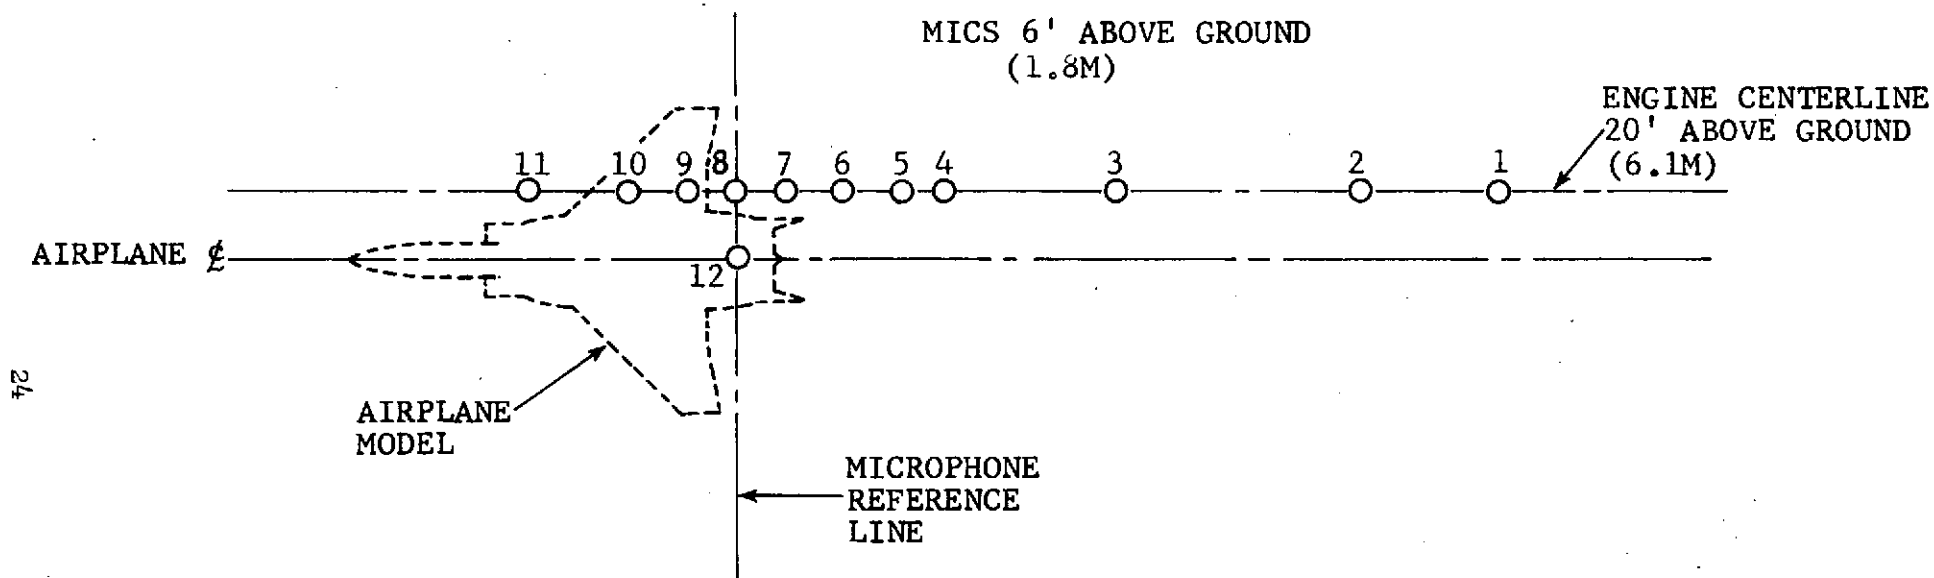 MICS 6' ABOVE GROUND
(1.8M)
ENGINE CENTERLINE
20' ABOVE GROUND
(6.1M)
11 10 9 8 7 6 5 4 3 2 1
AIRPLANE ℄
12
AIRPLANE
MODEL
MICROPHONE
REFERENCE
LINE
24